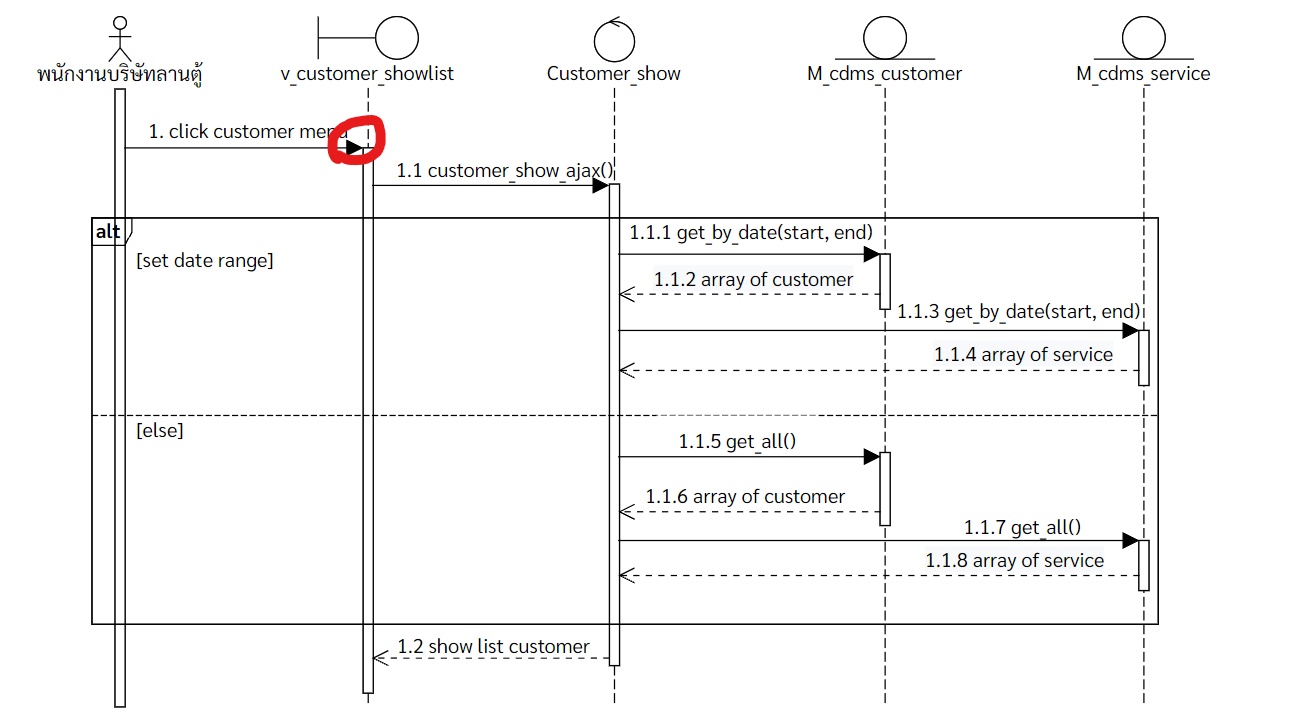 พนักงานบริษัทลานตู้
v_customer_showlist
Customer_show
M_cdms_customer
M_cdms_service
1. click customer menu
1.1 customer_show_ajax()
alt
[set date range]
1.1.1 get_by_date(start, end)
1.1.2 array of customer
1.1.3 get_by_date(start, end)
1.1.4 array of service
[else]
1.1.5 get_all()
1.1.6 array of customer
1.1.7 get_all()
1.1.8 array of service
1.2 show list customer